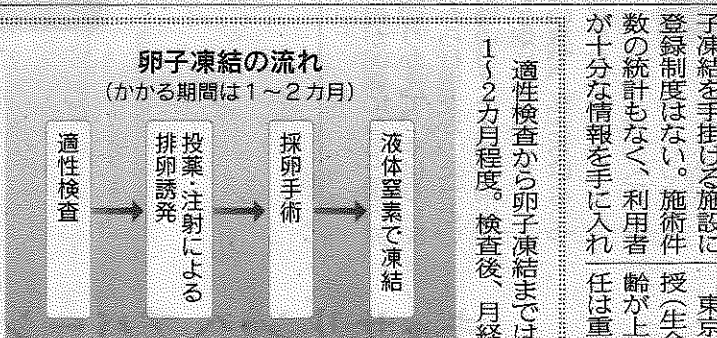 卵子凍結の流れ
(かかる期間は1〜2カ月)
適性検査
投薬・注射による
排卵誘発
採卵手術
液体窒素で凍結
適性検査から卵子凍結までは
1〜2カ月程度。検査後、月経
子凍結を手掛ける施設に
登録制度はない。施術件
数の統計もなく、利用者
が十分な情報を手に入れ
東京
授(生命
齢が上
任は重